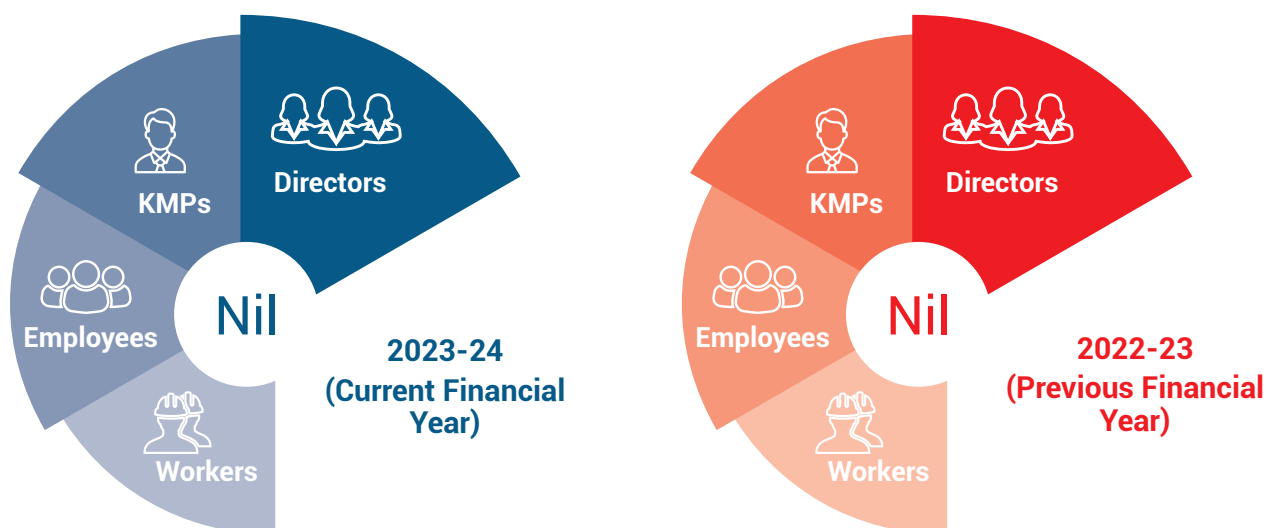 Directors
KMPs
Employees
Nil
Workers
2023-24
(Current Financial
Year)
Directors
KMPs
Employees
Nil
Workers
2022-23
(Previous Financial
Year)